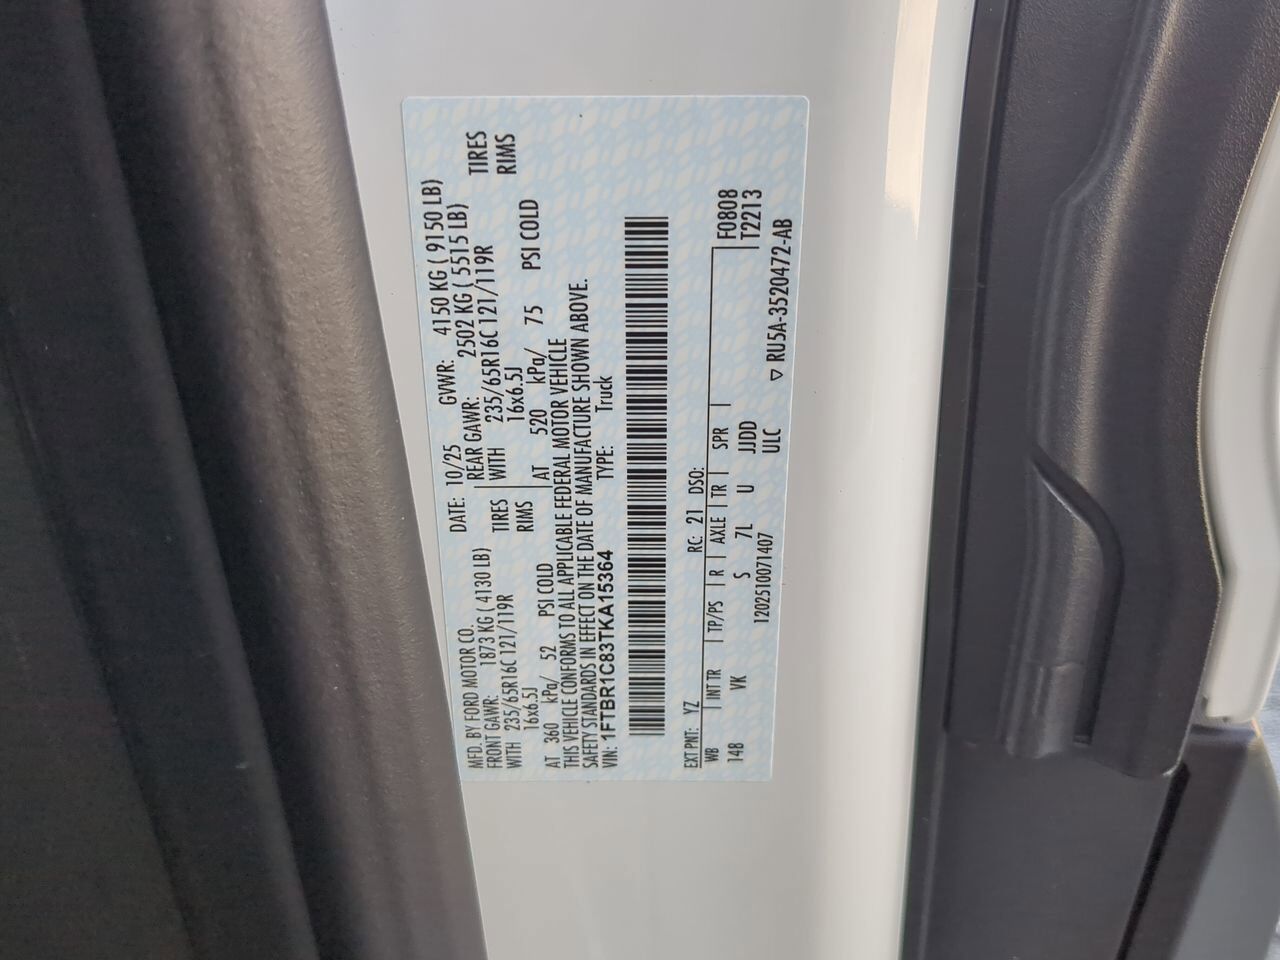 MFD. BY FORD MOTOR CO. DATE: 10/25 GVWR: 4150 KG ( 9150 LB)
FRONT GAWR: 1873 KG ( 4130 LB) REAR GAWR: 2502 KG ( 5515 LB)
WITH 235/65R16C 121/119R TIRES WITH 235/65R16C 121/119R TIRES
16x6.5J RIMS 16x6.5J RIMS
AT 360 kPa/ 52 PSI COLD AT 520 kPa/ 75 PSI COLD
THIS VEHICLE CONFORMS TO ALL APPLICABLE FEDERAL MOTOR VEHICLE
SAFETY STANDARDS IN EFFECT ON THE DATE OF MANUFACTURE SHOWN ABOVE.
VIN: 1FTBR1C83TKA15364 TYPE: Truck
EXT PNT: YZ RC: 21 DSO:
WB INT TR TP/PS R AXLE TR SPR F0808
148 VK S 7L U JJDD T2213
1202510071407 ULC
▽ RU5A-3520472-AB